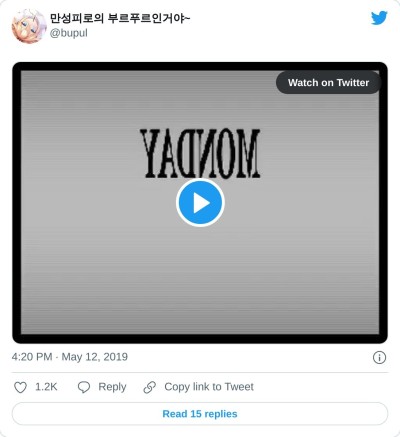 만성피로의 부르푸르인거야~
@bupul
Watch on Twitter
MONDAY
4:20 PM · May 12, 2019
1.2K Reply Copy link to Tweet
Read 15 replies